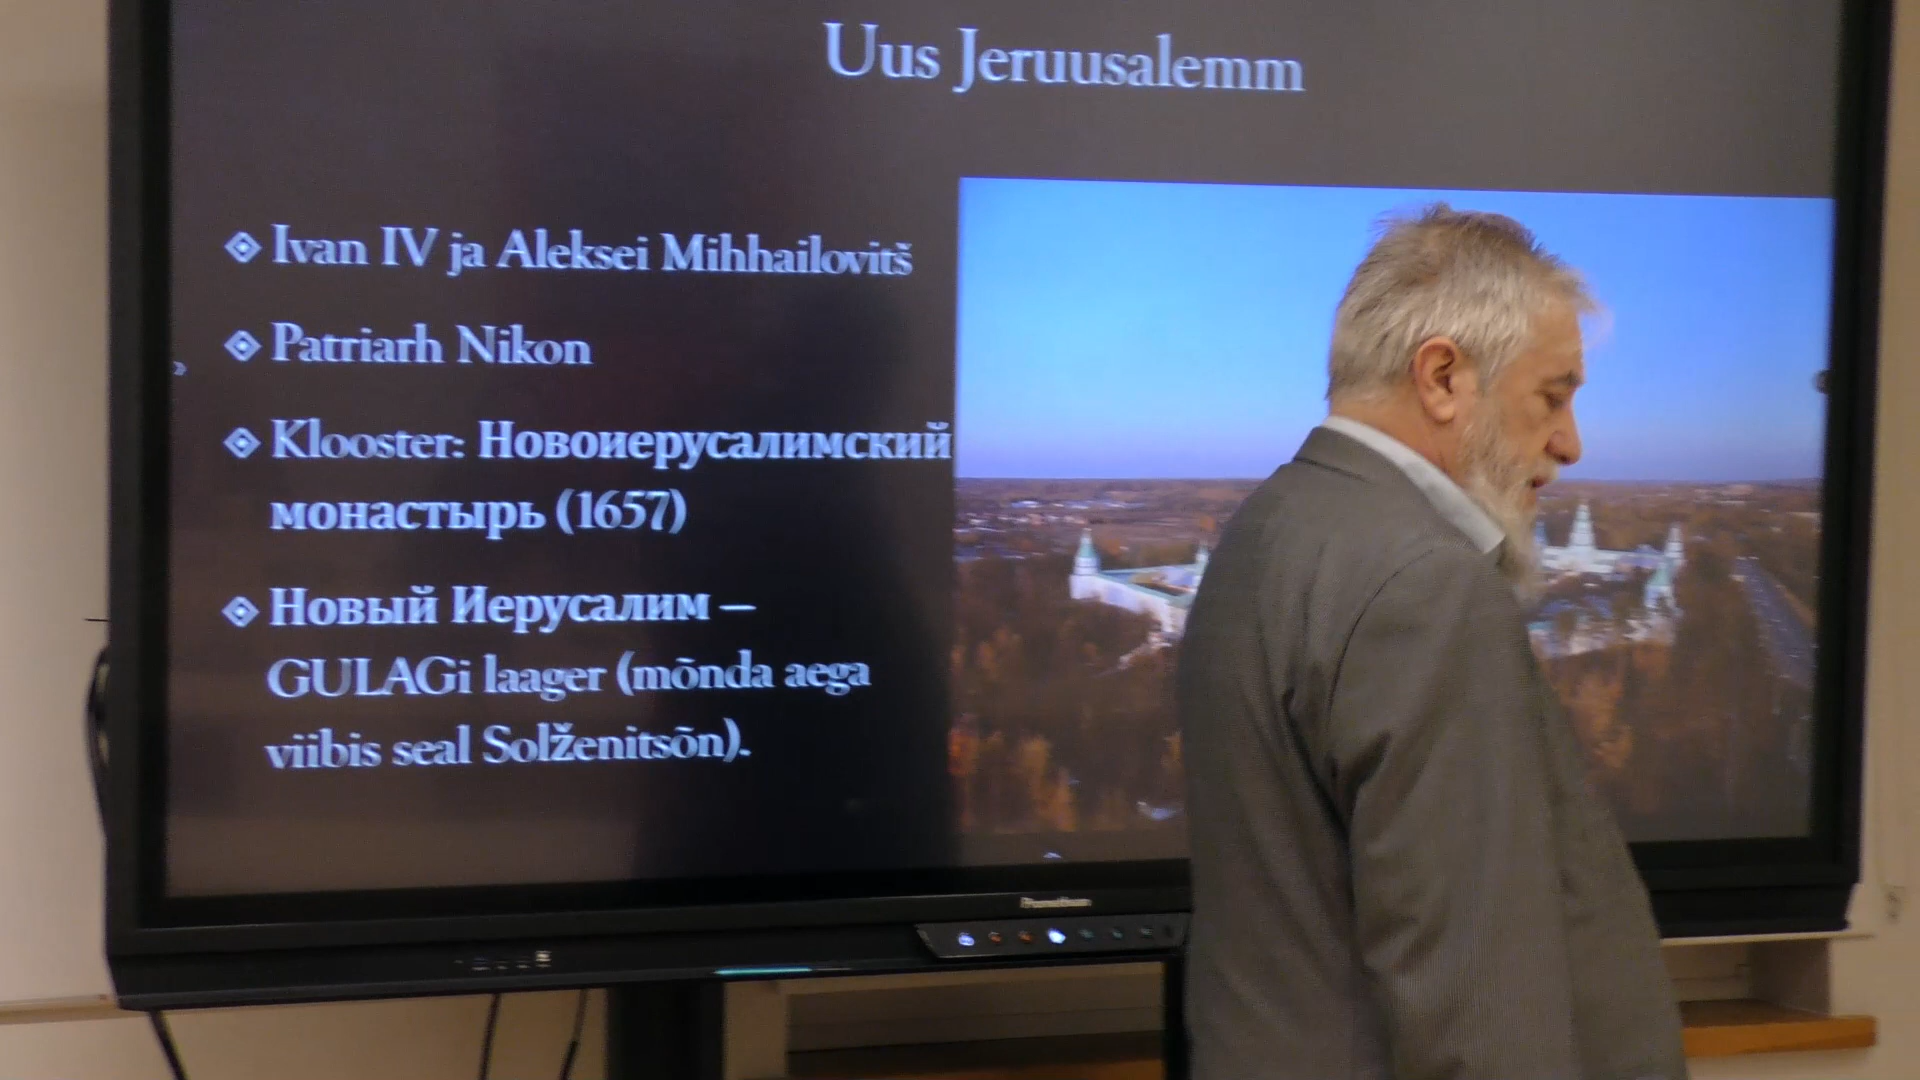 Uus Jeruusalemm
Ivan IV ja Aleksei Mihhailovitš
Patriarh Nikon
Klooster: Новоиерусалимский
монастырь (1657)
Новый Иерусалим –
GULAGi laager (mõnda aega
viibis seal Solženitsõn).